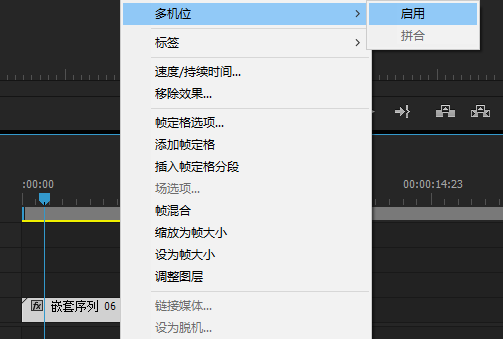 多机位
启用
标签
拼合
速度/持续时间...
移除效果...
帧定格选项...
添加帧定格
插入帧定格分段
场选项...
:00:00
00:00:14:23
帧混合
缩放为帧大小
设为帧大小
调整图层
fx 嵌套序列 06
链接媒体...
设为脱机...